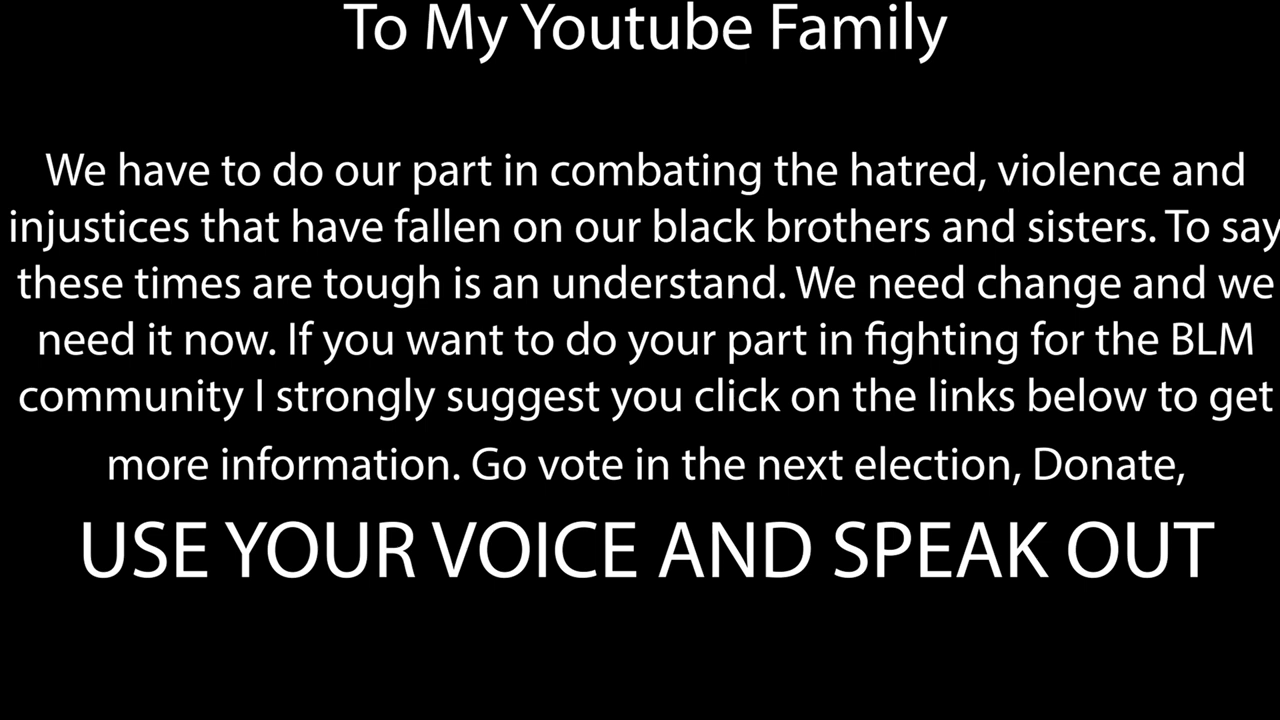 To My Youtube Family
We have to do our part in combating the hatred, violence and
injustices that have fallen on our black brothers and sisters. To say
these times are tough is an understand. We need change and we
need it now. If you want to do your part in fighting for the BLM
community I strongly suggest you click on the links below to get
more information. Go vote in the next election, Donate,
USE YOUR VOICE AND SPEAK OUT